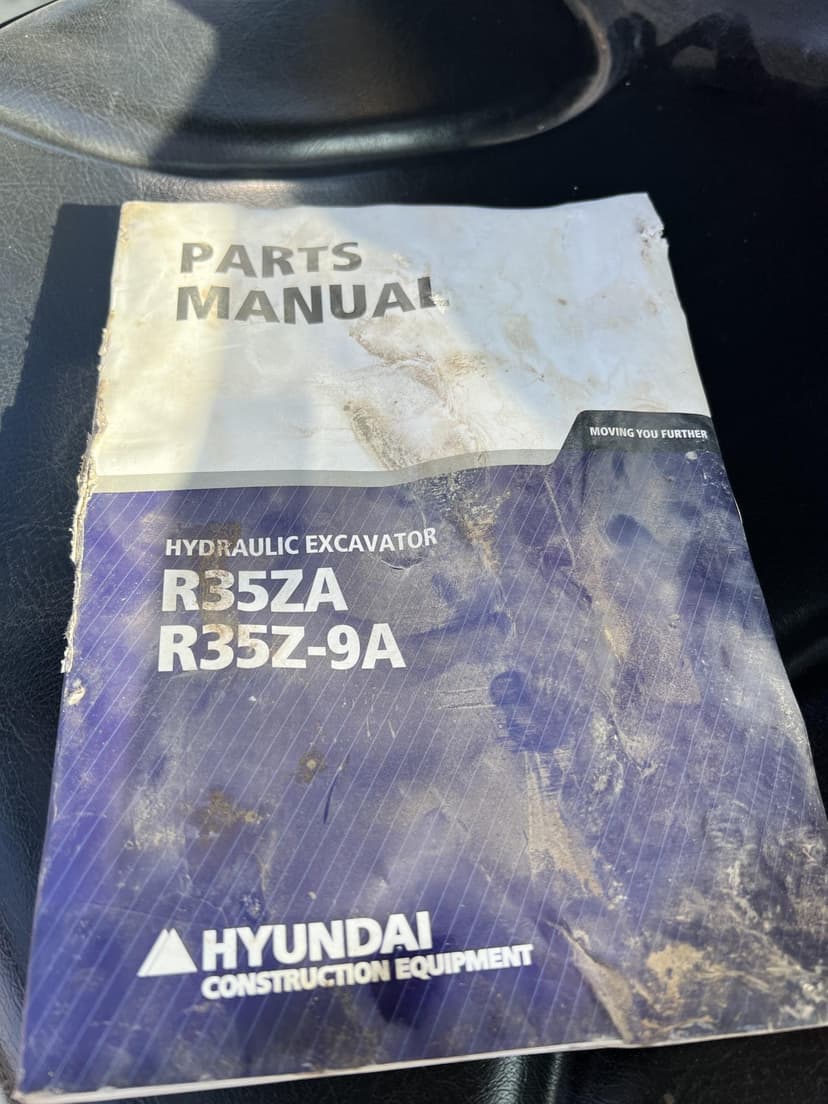 PARTS
MANUAL
MOVING YOU FURTHER
HYDRAULIC EXCAVATOR
R35ZA
R35Z-9A
HYUNDAI
CONSTRUCTION EQUIPMENT